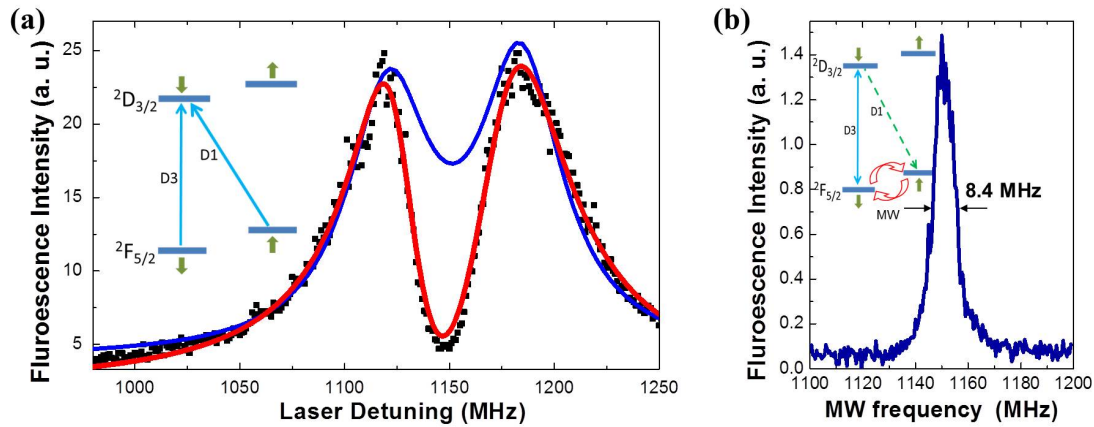 (a)
Fluroescence Intensity (a. u.)
25
20
15
10
5
1000 1050 1100 1150 1200 1250
Laser Detuning (MHz)
²D₃/₂
D1
D3
²F₅/₂
(b)
Fluroescence Intensity (a. u.)
1.4
1.2
1.0
0.8
0.6
0.4
0.2
0.0
1100 1120 1140 1160 1180 1200
MW frequency (MHz)
²D₃/₂
D1
D3
²F₅/₂
MW
8.4 MHz